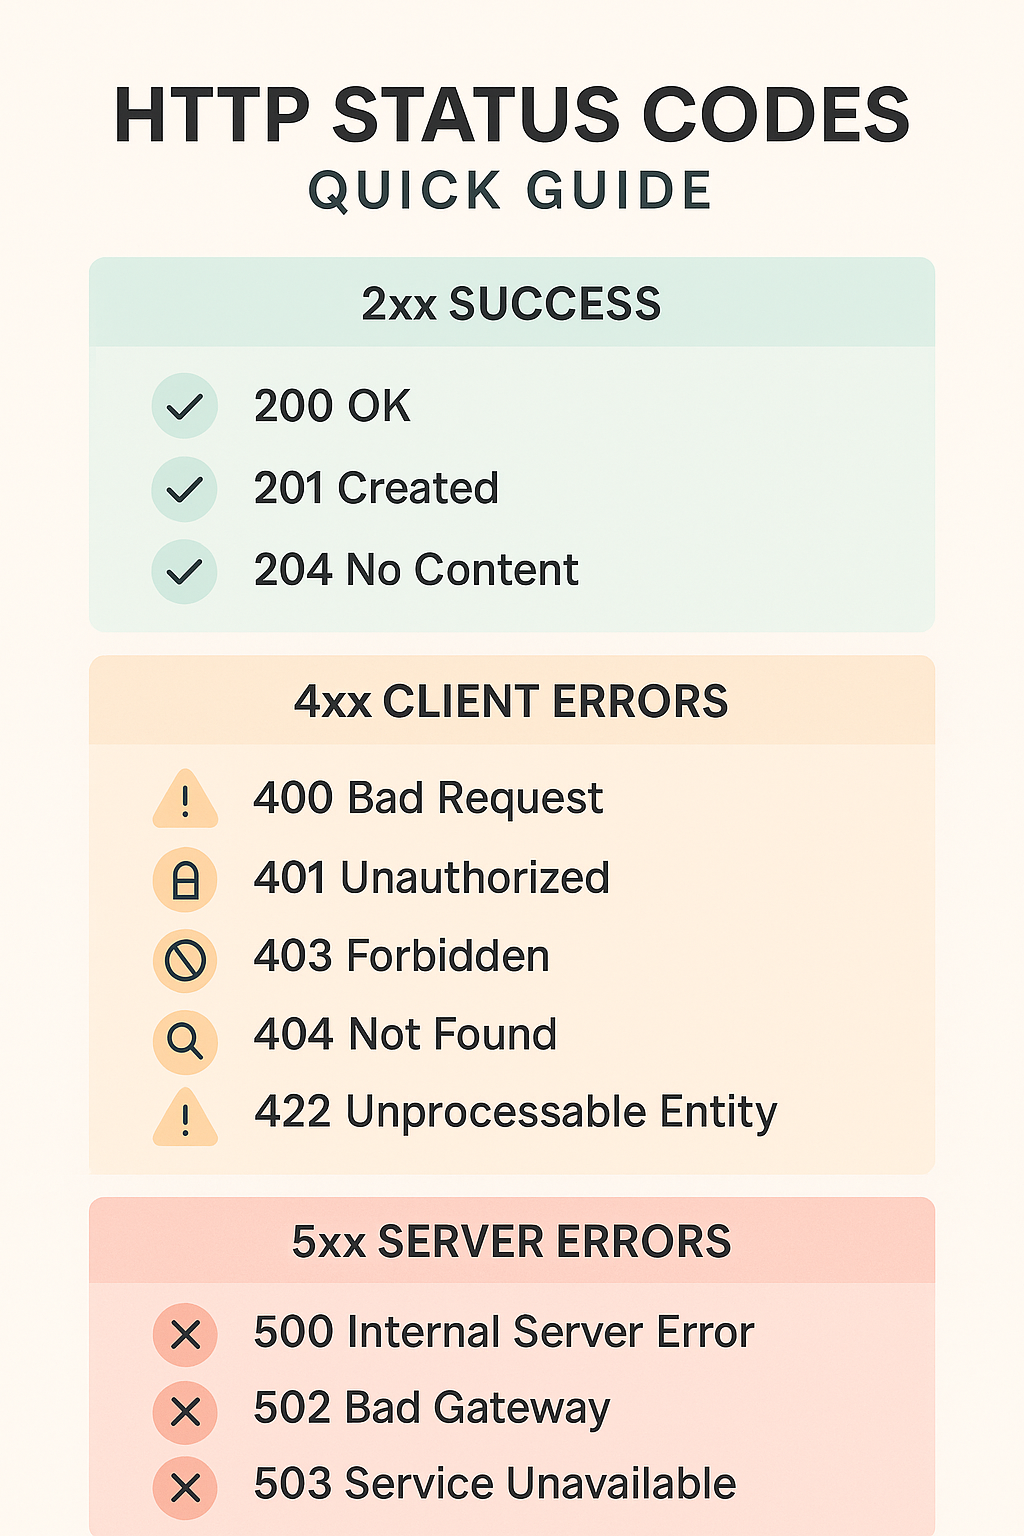 HTTP STATUS CODES
QUICK GUIDE
2xx SUCCESS
200 OK
201 Created
204 No Content
4xx CLIENT ERRORS
400 Bad Request
401 Unauthorized
403 Forbidden
404 Not Found
422 Unprocessable Entity
5xx SERVER ERRORS
500 Internal Server Error
502 Bad Gateway
503 Service Unavailable